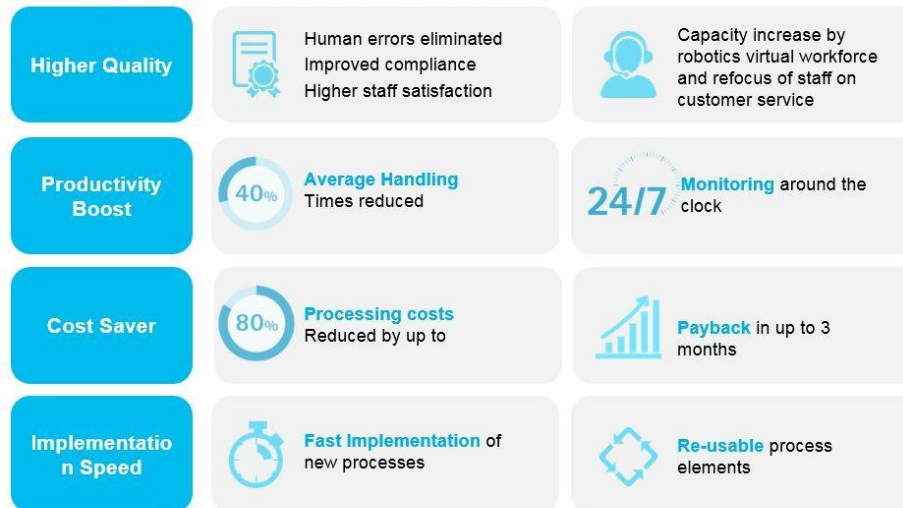 Higher Quality
Human errors eliminated
Improved compliance
Higher staff satisfaction
Capacity increase by
robotics virtual workforce
and refocus of staff on
customer service
Productivity
Boost
40%
Average Handling
Times reduced
24/7
Monitoring around the
clock
Cost Saver
80%
Processing costs
Reduced by up to
Payback in up to 3
months
Implementatio
n Speed
Fast Implementation of
new processes
Re-usable process
elements